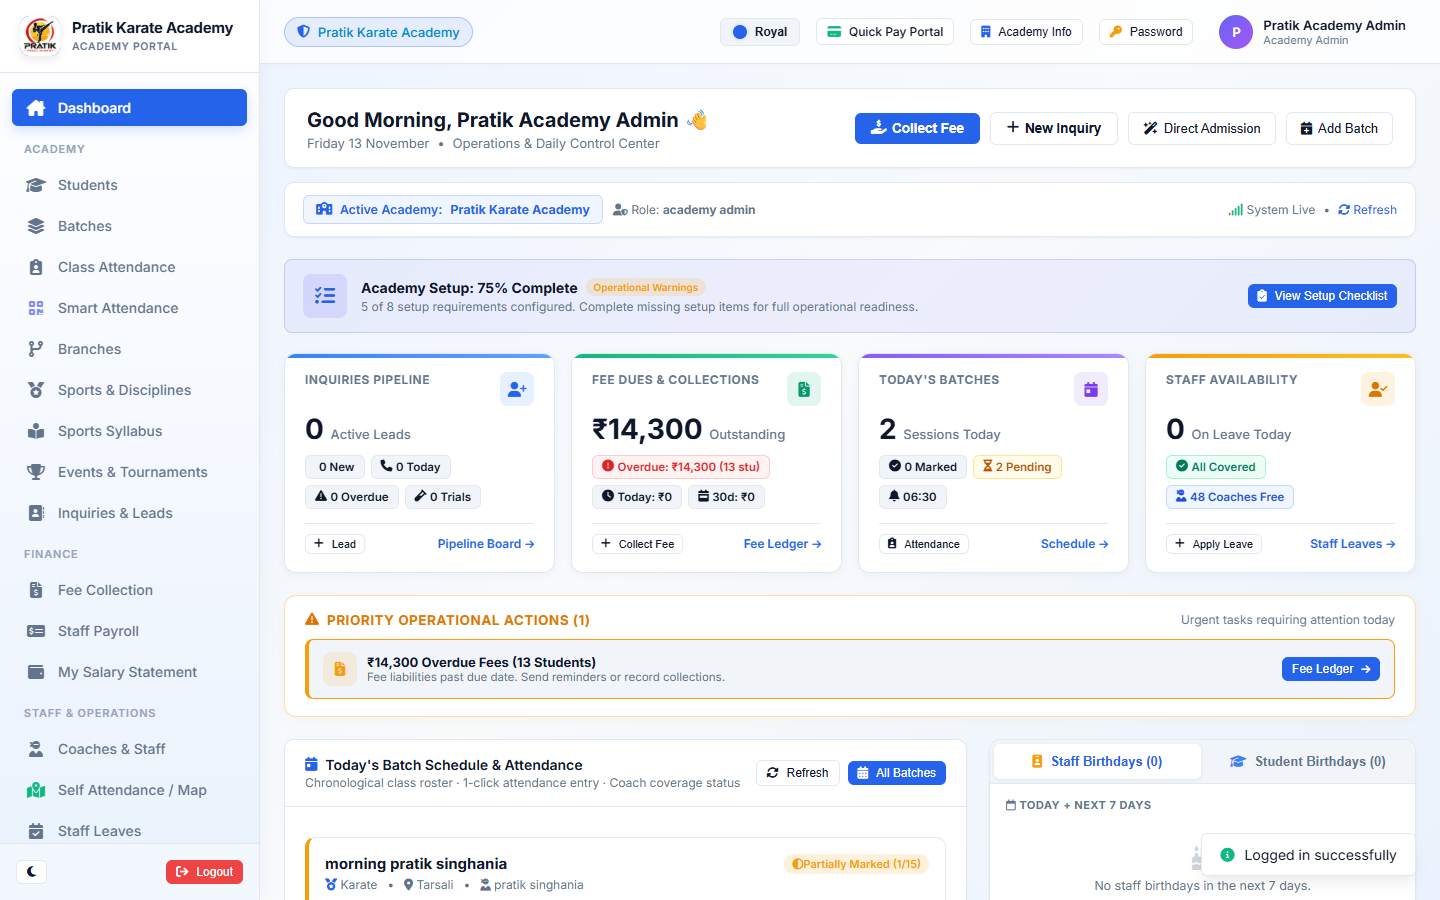 Pratik Karate Academy
ACADEMY PORTAL
Dashboard
ACADEMY
Students
Batches
Class Attendance
Smart Attendance
Branches
Sports & Disciplines
Sports Syllabus
Events & Tournaments
Inquiries & Leads
FINANCE
Fee Collection
Staff Payroll
My Salary Statement
STAFF & OPERATIONS
Coaches & Staff
Self Attendance / Map
Staff Leaves
Logout
Pratik Karate Academy
Royal
Quick Pay Portal
Academy Info
Password
P
Pratik Academy Admin
Academy Admin
Good Morning, Pratik Academy Admin 👋
Friday 13 November • Operations & Daily Control Center
Collect Fee
New Inquiry
Direct Admission
Add Batch
Active Academy: Pratik Karate Academy
Role: academy admin
System Live • Refresh
Academy Setup: 75% Complete Operational Warnings
5 of 8 setup requirements configured. Complete missing setup items for full operational readiness.
View Setup Checklist
INQUIRIES PIPELINE
0 Active Leads
0 New
0 Today
0 Overdue
0 Trials
+ Lead
Pipeline Board →
FEE DUES & COLLECTIONS
₹14,300 Outstanding
Overdue: ₹14,300 (13 stu)
Today: ₹0
30d: ₹0
+ Collect Fee
Fee Ledger →
TODAY'S BATCHES
2 Sessions Today
0 Marked
2 Pending
06:30
Attendance
Schedule →
STAFF AVAILABILITY
0 On Leave Today
All Covered
48 Coaches Free
+ Apply Leave
Staff Leaves →
PRIORITY OPERATIONAL ACTIONS (1)
Urgent tasks requiring attention today
₹14,300 Overdue Fees (13 Students)
Fee liabilities past due date. Send reminders or record collections.
Fee Ledger →
Today's Batch Schedule & Attendance
Chronological class roster · 1-click attendance entry · Coach coverage status
Refresh
All Batches
morning pratik singhania
Karate • Tarsali • pratik singhania
Partially Marked (1/15)
Staff Birthdays (0)
Student Birthdays (0)
TODAY + NEXT 7 DAYS
No staff birthdays in the next 7 days.
Logged in successfully